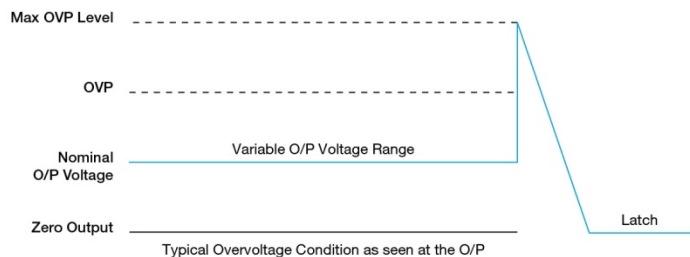 Max OVP Level
OVP
Variable O/P Voltage Range
Nominal
O/P Voltage
Latch
Zero Output
Typical Overvoltage Condition as seen at the O/P